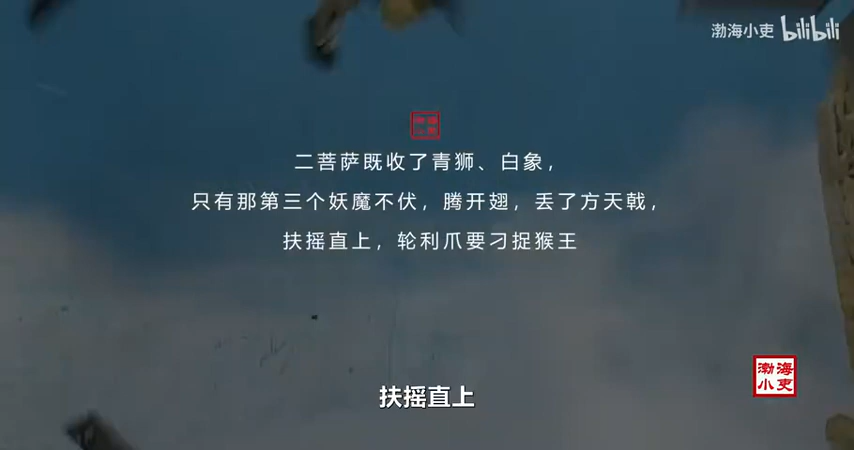 渤海小吏 bilibili
二菩萨既收了青狮、白象，
只有那第三个妖魔不伏，腾开翅，丢了方天戟，
扶摇直上，轮利爪要刁捉猴王
渤海
小吏
扶摇直上